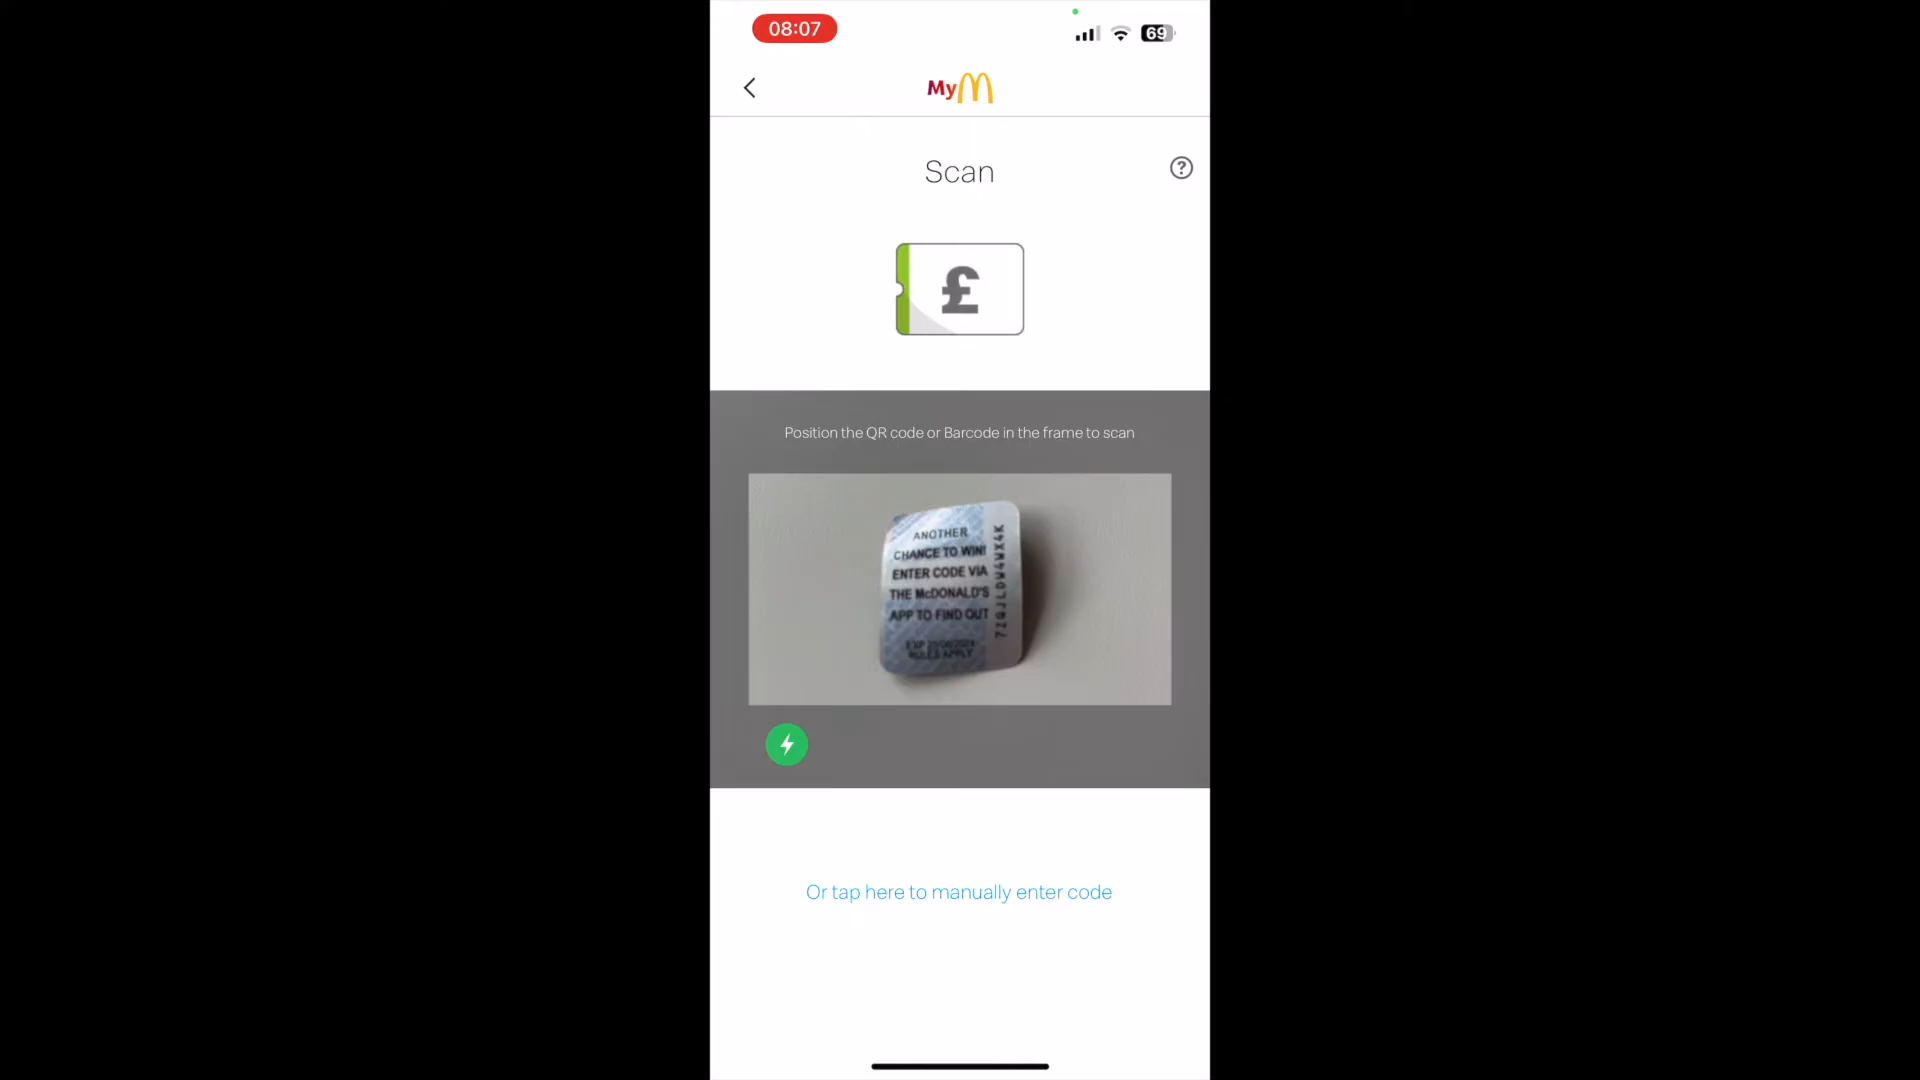 08:07
69
My
Scan
£
Position the QR code or Barcode in the frame to scan
ANOTHER
CHANCE TO WIN!
ENTER CODE VIA
THE McDONALD'S
APP TO FIND OUT
RULES APPLY
Or tap here to manually enter code